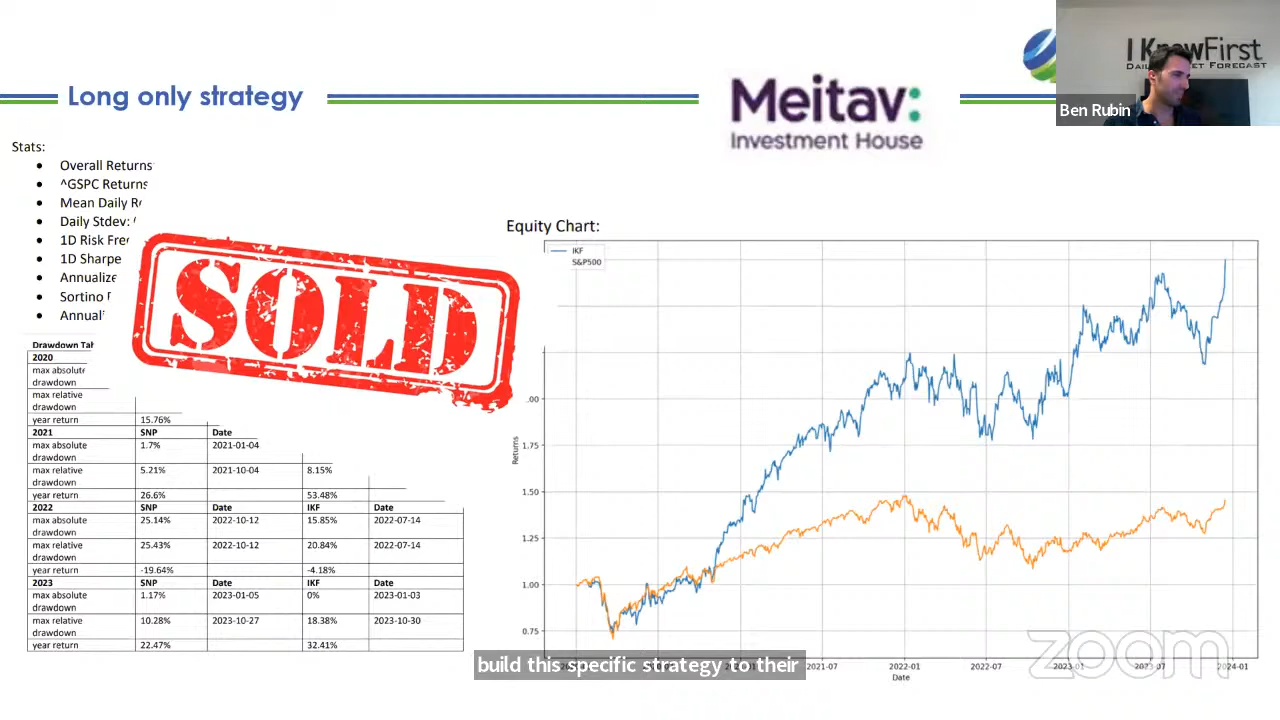 Long only strategy
Meitav:
Investment House
I KnowFirst
Ben Rubin
Stats:
Overall Returns
^GSPC Returns
Mean Daily
Daily Stdev:
1D Risk
1D Sharpe
Sortino
SOLD
Drawdown
2020
max absolute
drawdown
max relative
drawdown
year return 15.76%
2021 SNP Date
max absolute 1.7% 2021-01-04
drawdown
max relative 5.21% 2021-10-04 8.15%
drawdown
year return 26.6% 53.48%
2022 SNP Date IKF Date
max absolute 25.14% 2022-10-12 15.85% 2022-07-14
drawdown
max relative 25.43% 2022-10-12 20.84% 2022-07-14
drawdown
year return -19.64% -4.18%
2023 SNP Date IKF Date
max absolute 1.17% 2023-01-05 0% 2023-01-03
drawdown
max relative 10.28% 2023-10-27 18.38% 2023-10-30
drawdown
year return 22.47% 32.41%
Equity Chart:
IKF
S&P500
.00
1.75
1.50
1.25
1.00
0.75
Returns
2021-07 2022-01 2022-07 2023-01 2023-07 2024-01
Date
build this specific strategy to their
zoom